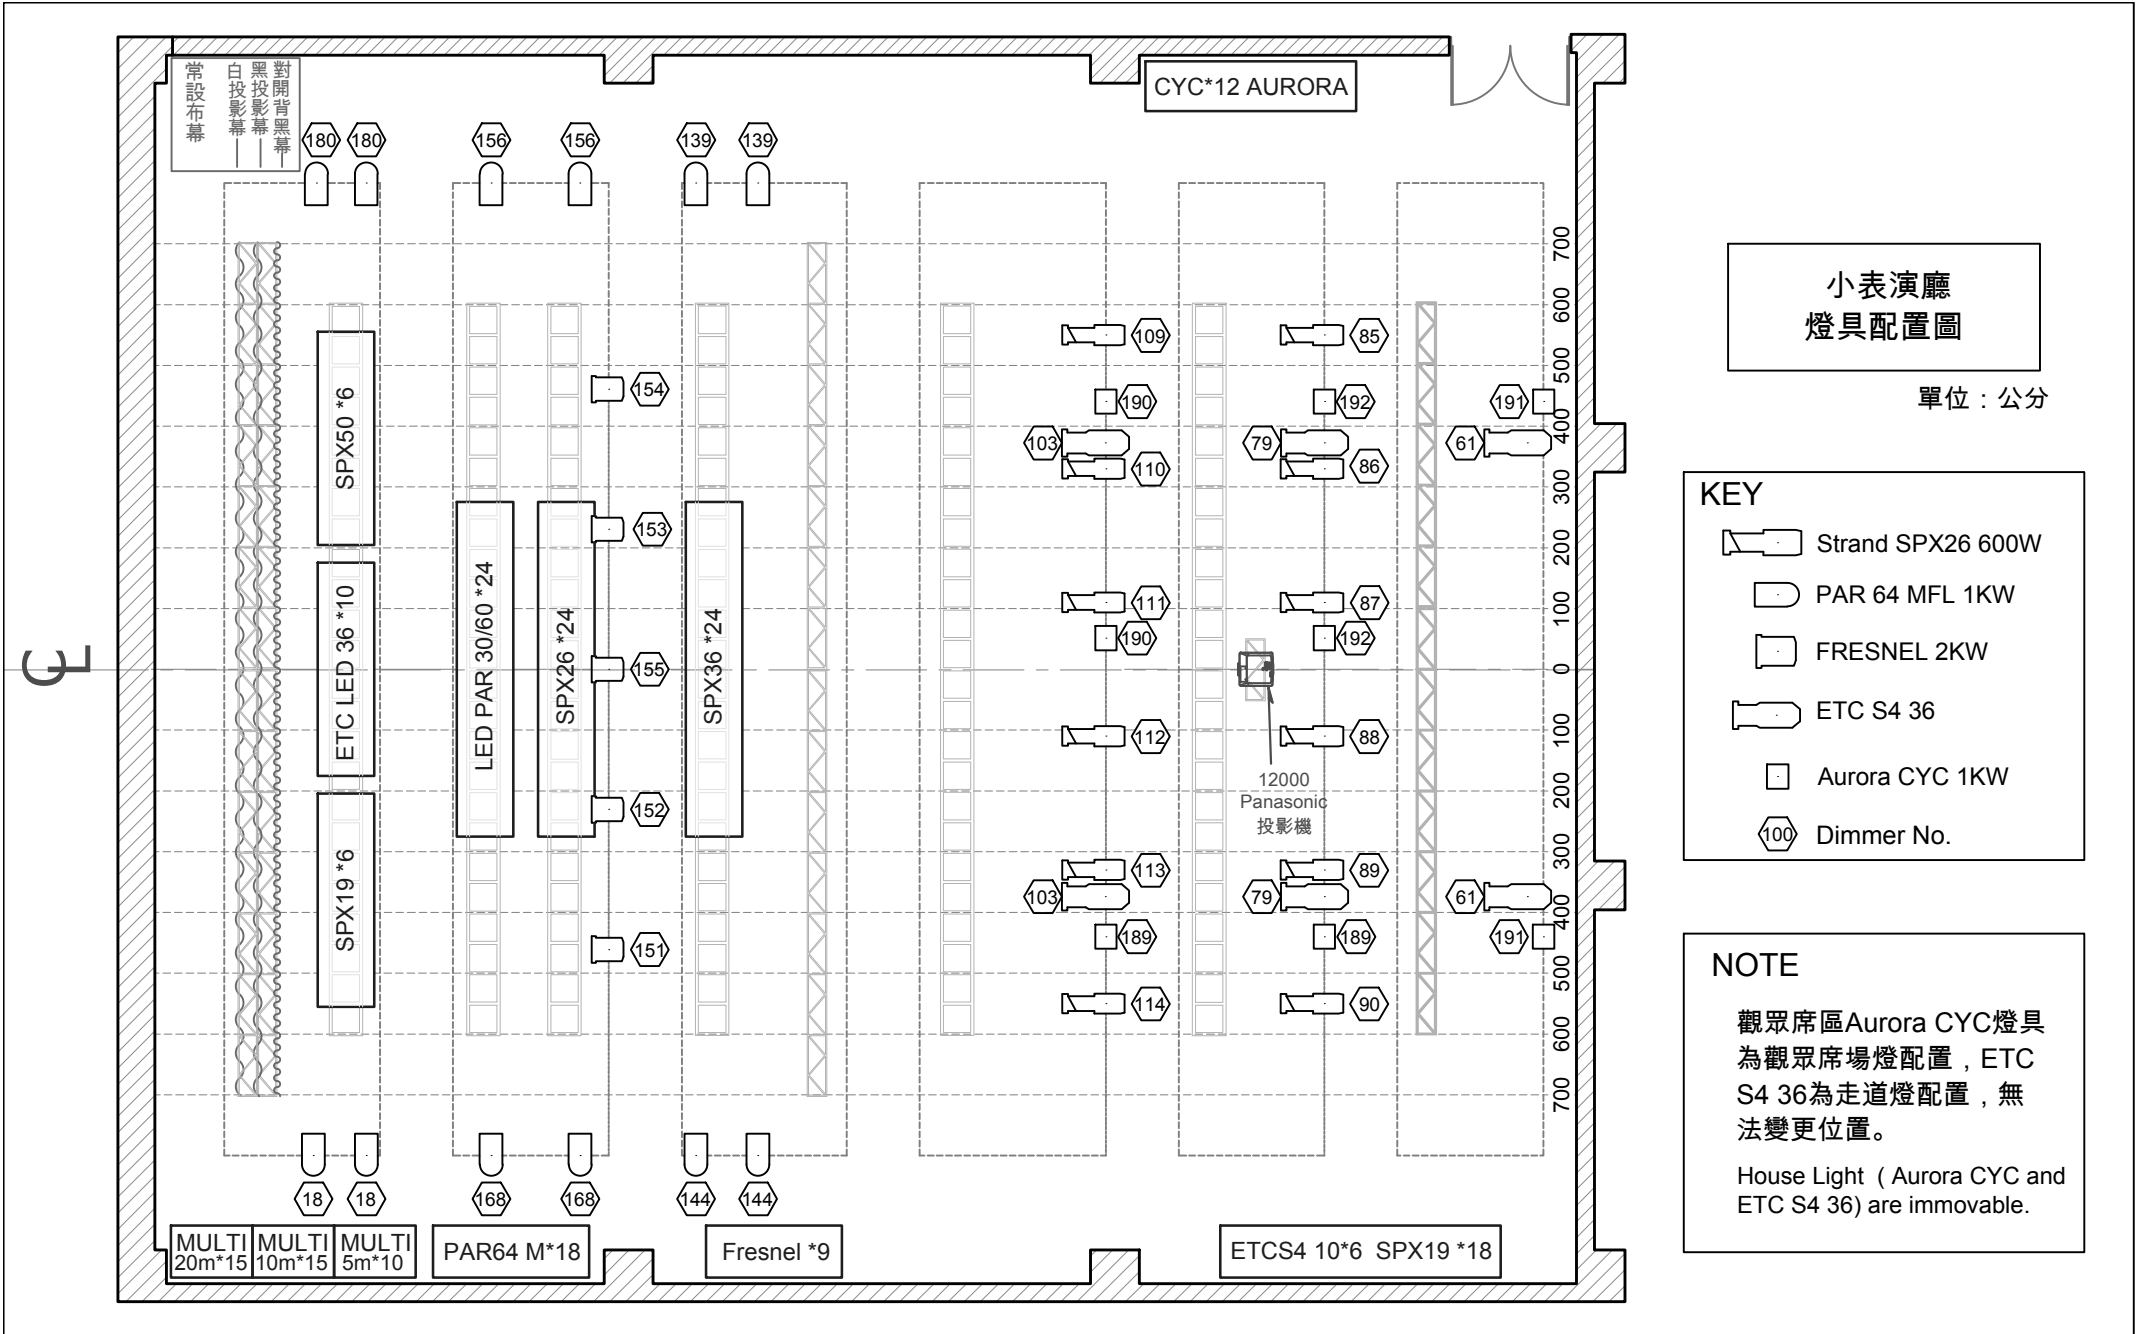 常設布幕
白投影幕
黑投影幕
對開背黑幕
CYC*12 AURORA
180
180
156
156
139
139
700
600
500
400
300
200
100
0
100
200
300
400
500
600
700
SPX50 *6
ETC LED 36 *10
SPX19 *6
LED PAR 30/60 *24
SPX26 *24
SPX36 *24
154
153
155
152
151
109
190
103
110
111
190
112
113
103
189
114
85
192
79
86
87
192
88
89
79
189
90
191
61
61
191
12000
Panasonic
投影機
CL
18
18
168
168
144
144
MULTI
20m*15
MULTI
10m*15
MULTI
5m*10
PAR64 M*18
Fresnel *9
ETCS4 10*6 SPX19 *18
小表演廳
燈具配置圖
單位：公分
KEY
Strand SPX26 600W
PAR 64 MFL 1KW
FRESNEL 2KW
ETC S4 36
Aurora CYC 1KW
100 Dimmer No.
NOTE
觀眾席區Aurora CYC燈具
為觀眾席場燈配置，ETC
S4 36為走道燈配置，無
法變更位置。
House Light （ Aurora CYC and
ETC S4 36) are immovable.